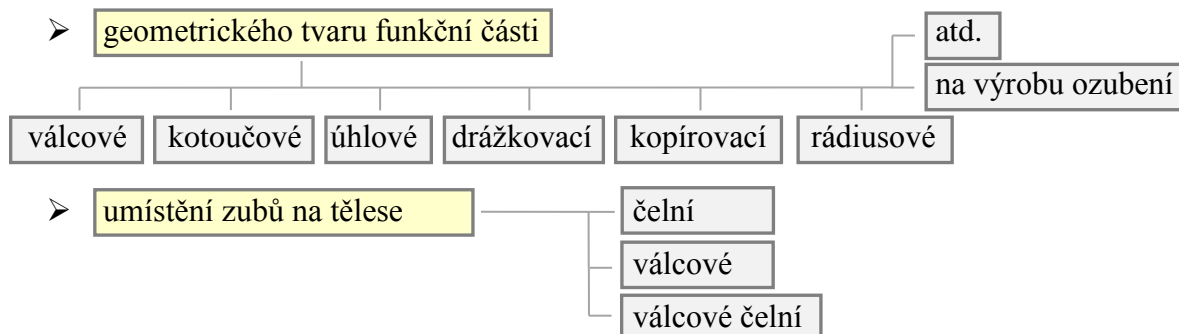 ➢ geometrického tvaru funkční části
atd.
na výrobu ozubení
válcové kotoučové úhlové drážkovací kopírovací rádiusové
➢ umístění zubů na tělese
čelní
válcové
válcové čelní